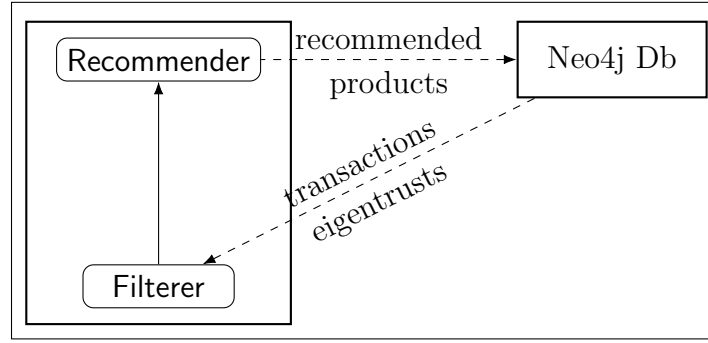 Recommender
recommended
products
Neo4j Db
transactions
eigentrusts
Filterer